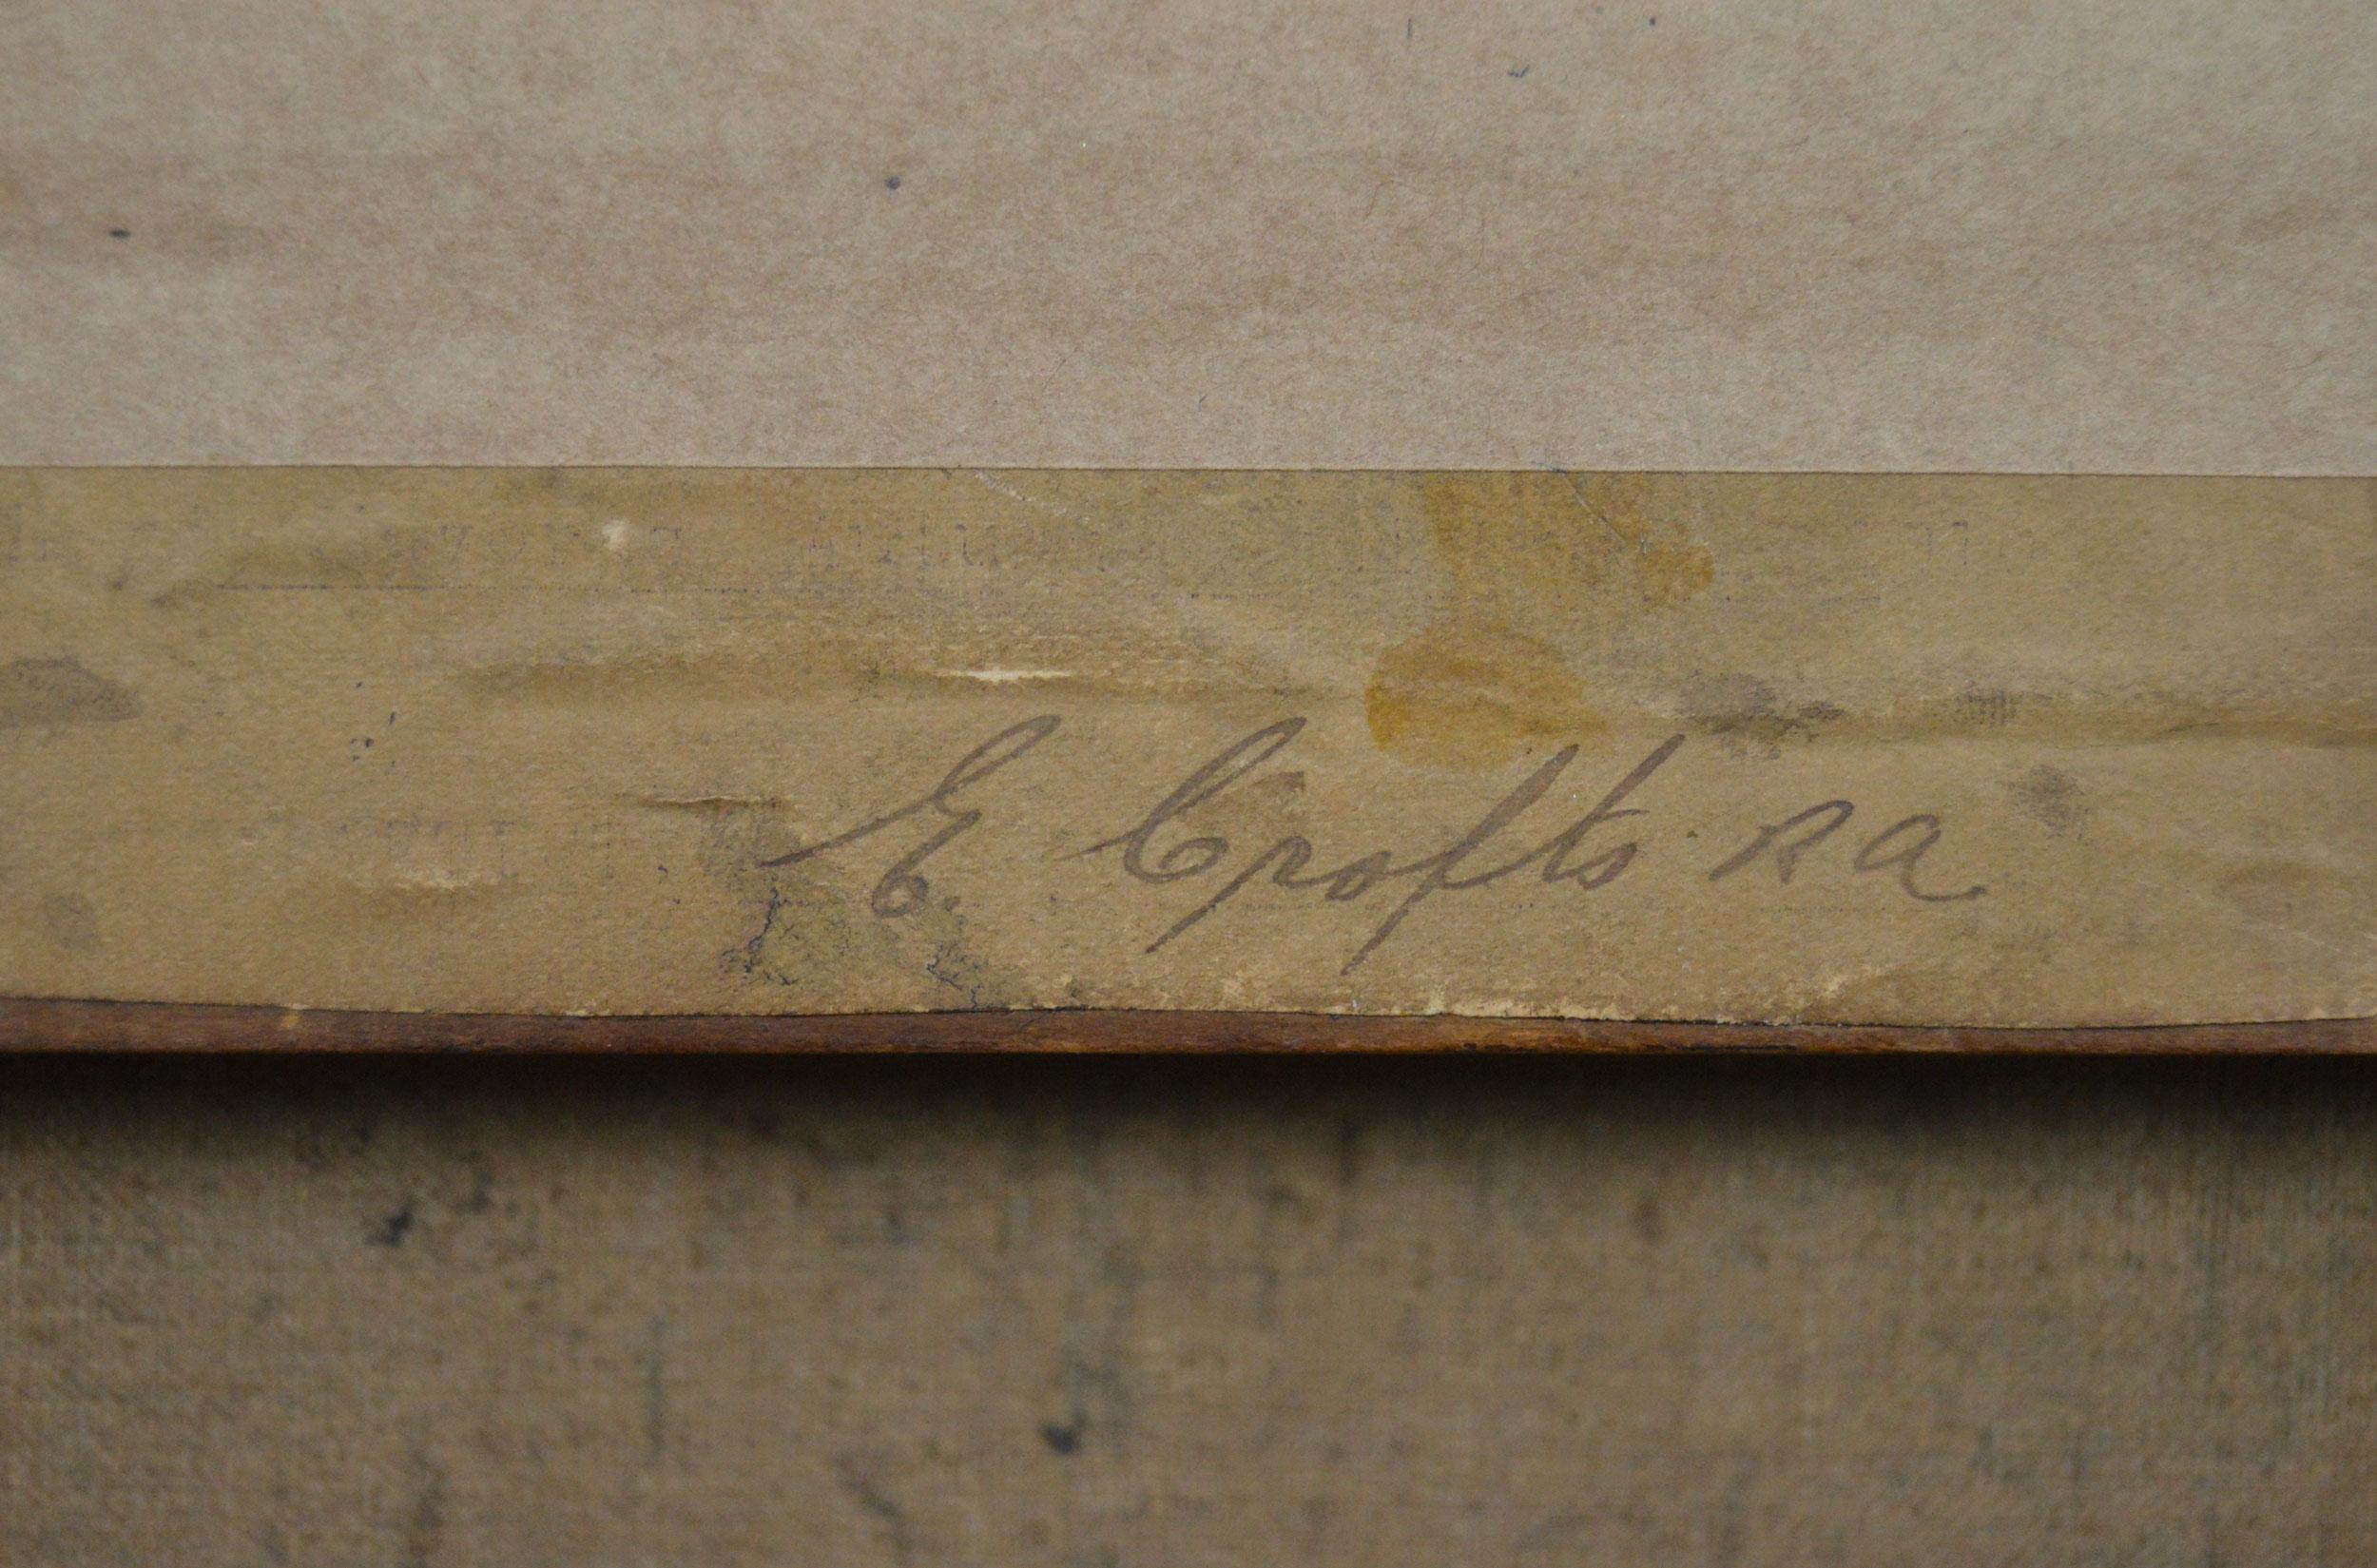 E. Crofts RA